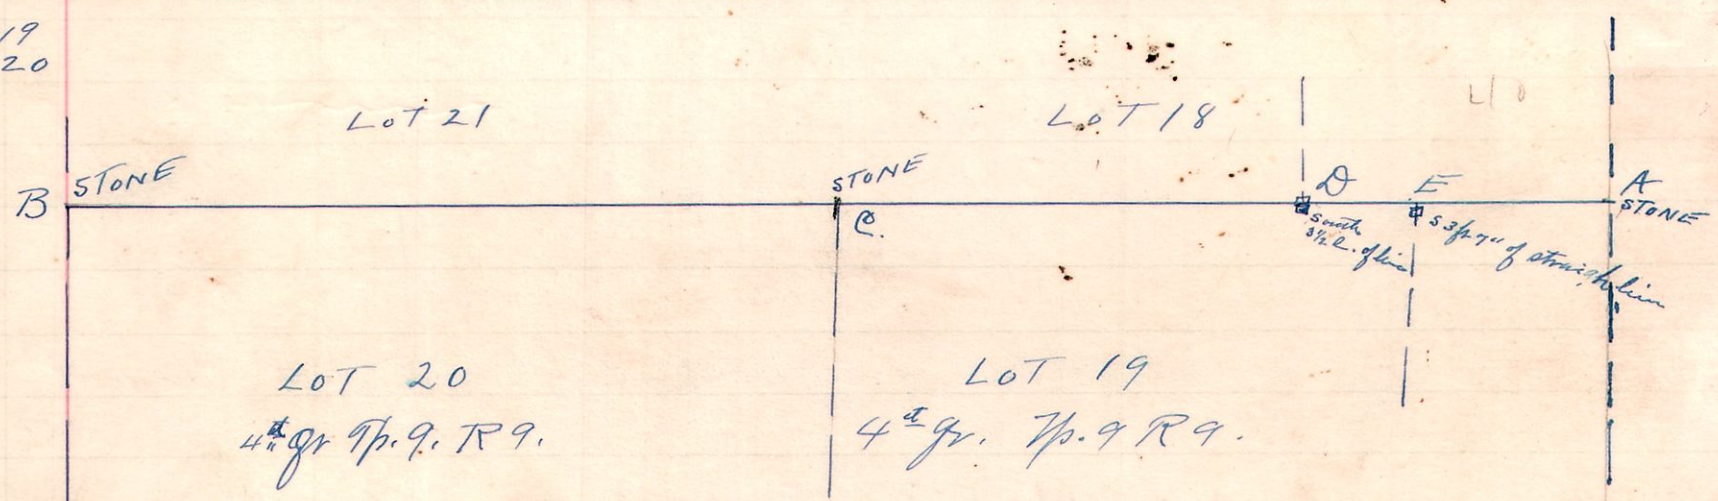 19
20
LOT 21
LOT 18
B STONE
STONE
C.
D
E
A
STONE
South
3½ L. of line
S 3 ft 7" of straight line
LOT 20
4th qr Tp. 9. R 9.
LOT 19
4th qr. Tp. 9 R 9.